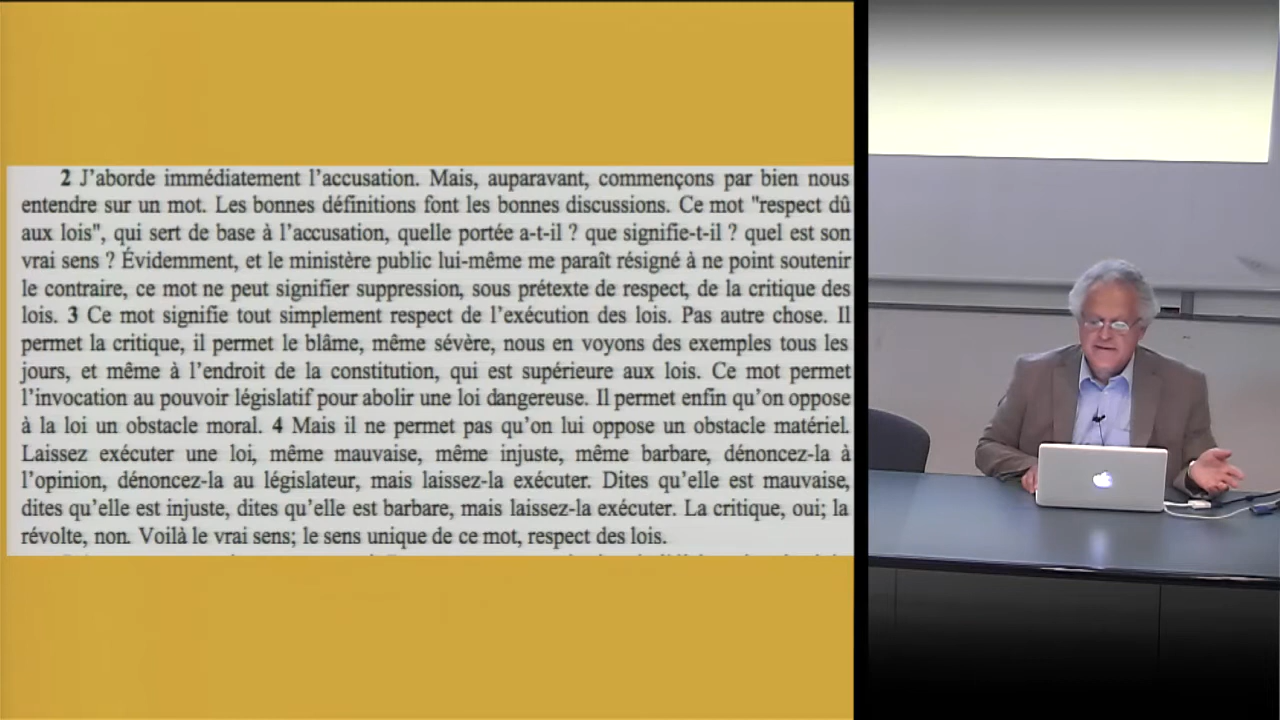 2 J'aborde immédiatement l'accusation. Mais, auparavant, commençons par bien nous
entendre sur un mot. Les bonnes définitions font les bonnes discussions. Ce mot "respect dû
aux lois", qui sert de base à l'accusation, quelle portée a-t-il ? que signifie-t-il ? quel est son
vrai sens ? Évidemment, et le ministère public lui-même me paraît résigné à ne point soutenir
le contraire, ce mot ne peut signifier suppression, sous prétexte de respect, de la critique des
lois. 3 Ce mot signifie tout simplement respect de l'exécution des lois. Pas autre chose. Il
permet la critique, il permet le blâme, même sévère, nous en voyons des exemples tous les
jours, et même à l'endroit de la constitution, qui est supérieure aux lois. Ce mot permet
l'invocation au pouvoir législatif pour abolir une loi dangereuse. Il permet enfin qu'on oppose
à la loi un obstacle moral. 4 Mais il ne permet pas qu'on lui oppose un obstacle matériel.
Laissez exécuter une loi, même mauvaise, même injuste, même barbare, dénoncez-la à
l'opinion, dénoncez-la au législateur, mais laissez-la exécuter. Dites qu'elle est mauvaise,
dites qu'elle est injuste, dites qu'elle est barbare, mais laissez-la exécuter. La critique, oui; la
révolte, non. Voilà le vrai sens; le sens unique de ce mot, respect des lois.